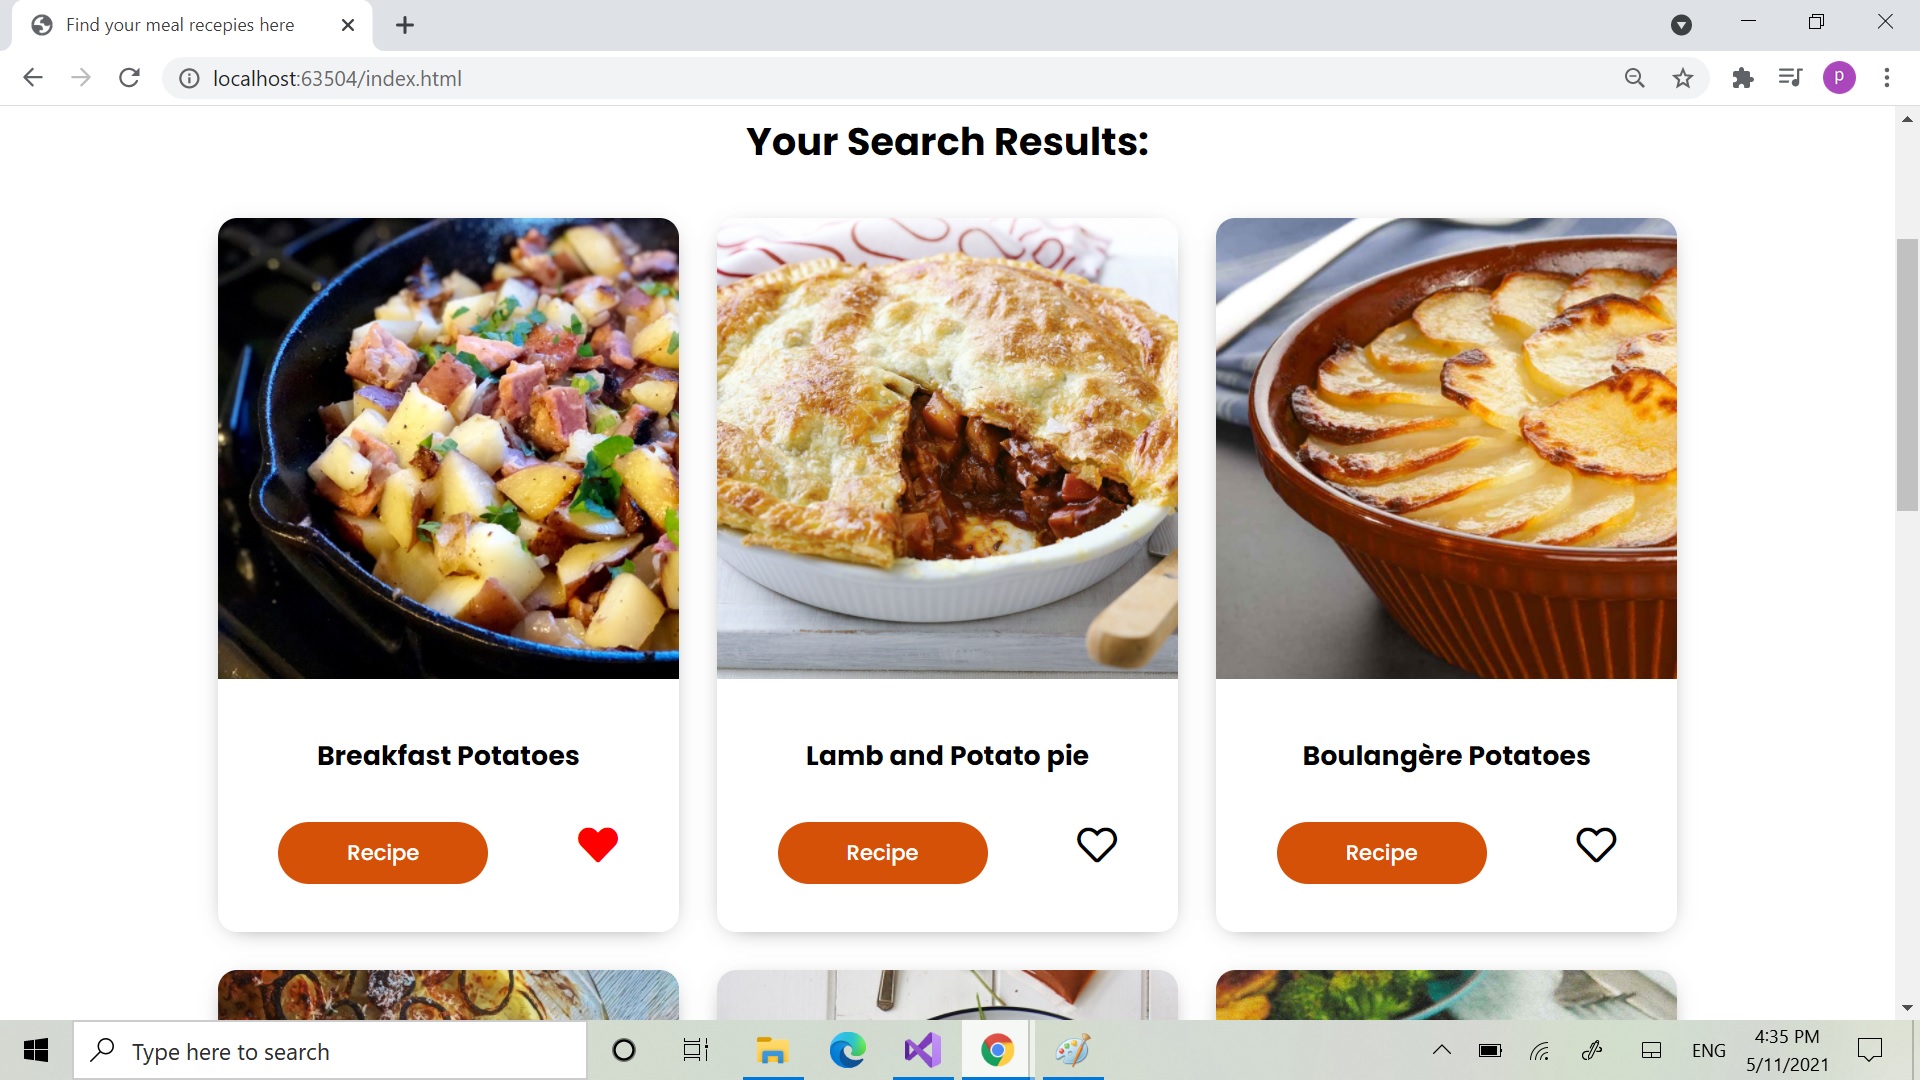 Find your meal recepies here
localhost:63504/index.html
p
Your Search Results:
Breakfast Potatoes
Lamb and Potato pie
Boulangère Potatoes
Recipe
Recipe
Recipe
Type here to search
ENG
4:35 PM
5/11/2021